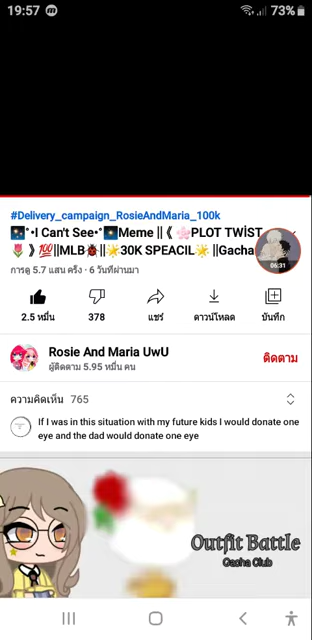 19:57
73%
#Delivery_campaign_RosieAndMaria_100k
🎇°•I Can't See•°🎇Meme || 《 🌸PLOT TWİST
🌷 》 💯||MLB🐞||🌟30K SPEACIL🌟 ||Gacha
06:31
การดู 5.7 แสน ครั้ง · 6 วันที่ผ่านมา
2.5 หมื่น
378
แชร์
ดาวน์โหลด
บันทึก
Rosie And Maria UwU
ผู้ติดตาม 5.95 หมื่น คน
ติดตาม
ความคิดเห็น 765
If I was in this situation with my future kids I would donate one
eye and the dad would donate one eye
Outfit Battle
Gacha Club